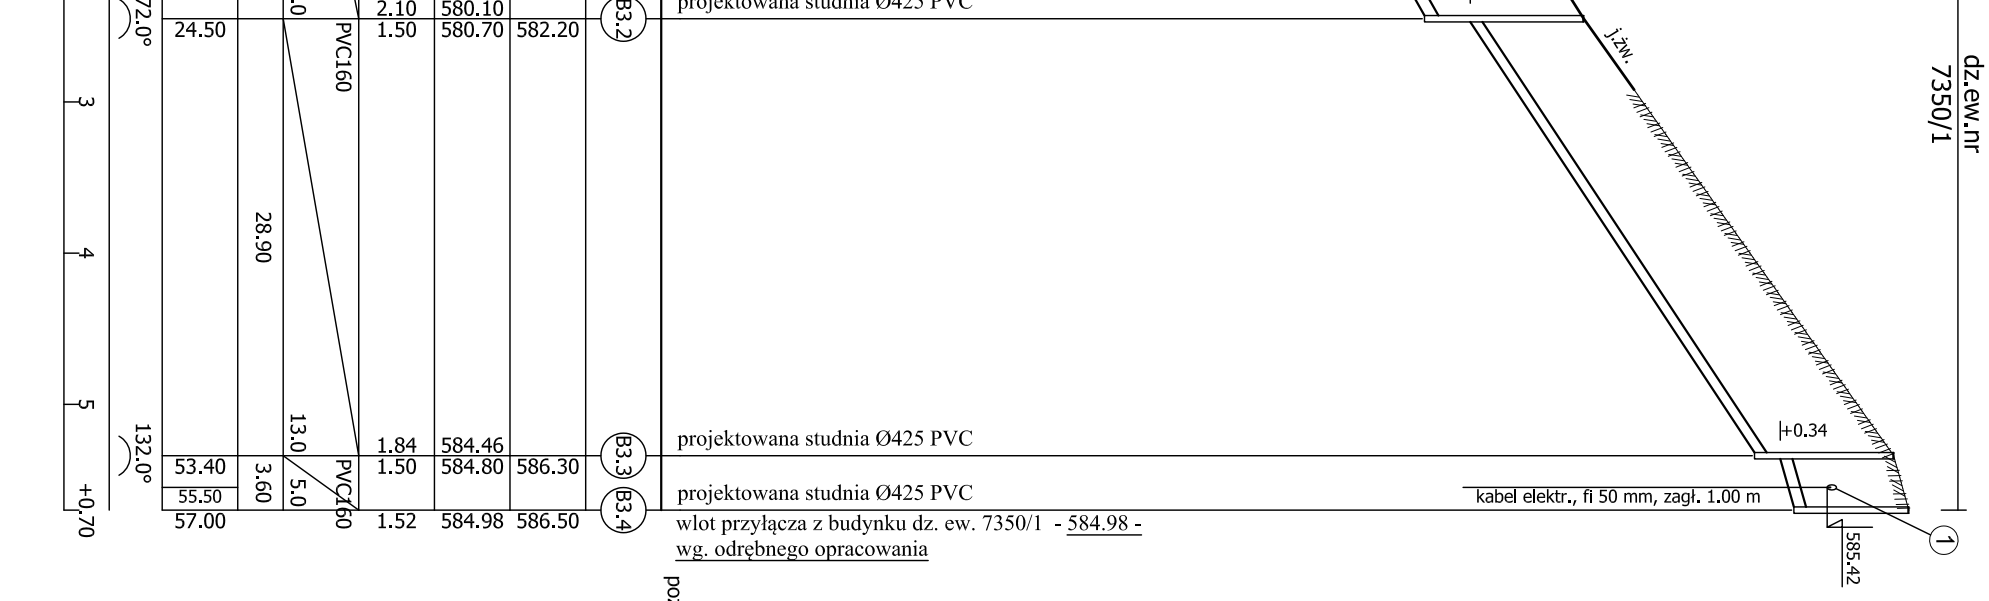 72.0°
.0
2.10 580.10
B3.2
projektowana studnia Ø425 PVC
24.50
PVC160
1.50 580.70 582.20
j.żw.
dz.ew.nr
7350/1
3
4
5
28.90
132.0°
13.0
1.84 584.46
B3.3
projektowana studnia Ø425 PVC
+0.34
53.40
3.60
5.0
PVC160
1.50 584.80 586.30
55.50
B3.4
projektowana studnia Ø425 PVC
kabel elektr., fi 50 mm, zagł. 1.00 m
+0.70
57.00
1.52 584.98 586.50
wlot przyłącza z budynku dz. ew. 7350/1 - 584.98 -
wg. odrębnego opracowania
1
585.42
poz